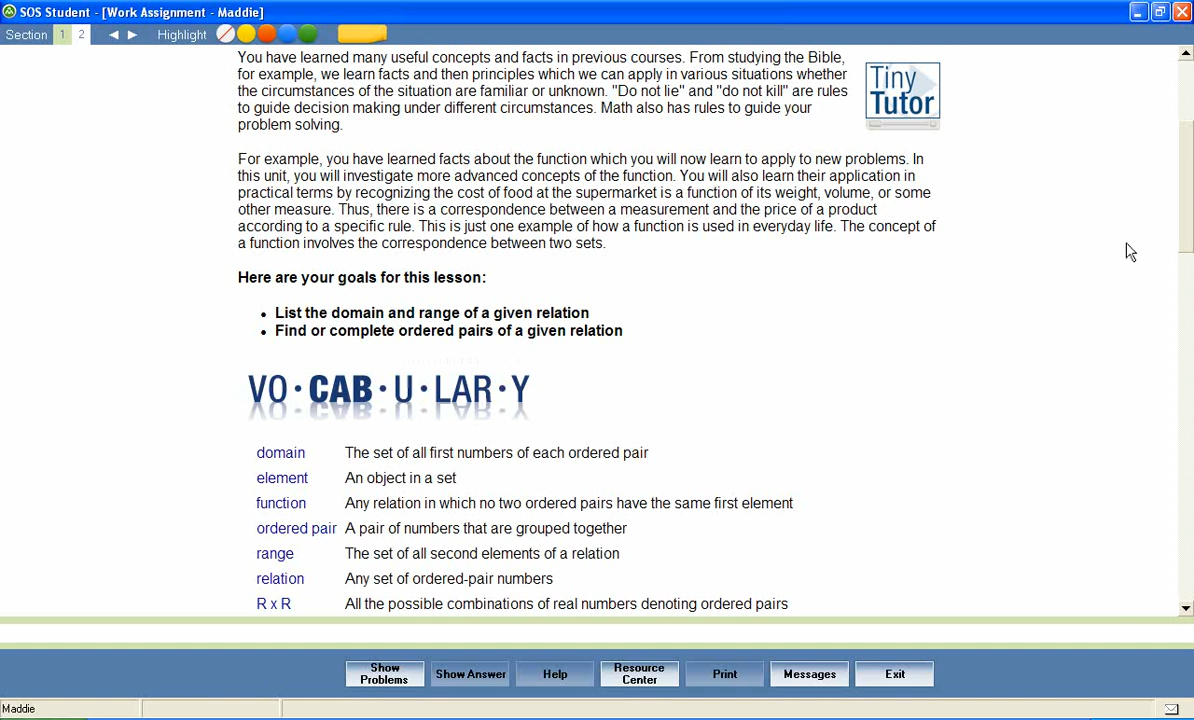 SOS Student - [Work Assignment - Maddie]
Section 1 2 Highlight
You have learned many useful concepts and facts in previous courses. From studying the Bible,
for example, we learn facts and then principles which we can apply in various situations whether
the circumstances of the situation are familiar or unknown. "Do not lie" and "do not kill" are rules
to guide decision making under different circumstances. Math also has rules to guide your
problem solving.
Tiny
Tutor
For example, you have learned facts about the function which you will now learn to apply to new problems. In
this unit, you will investigate more advanced concepts of the function. You will also learn their application in
practical terms by recognizing the cost of food at the supermarket is a function of its weight, volume, or some
other measure. Thus, there is a correspondence between a measurement and the price of a product
according to a specific rule. This is just one example of how a function is used in everyday life. The concept of
a function involves the correspondence between two sets.
Here are your goals for this lesson:
• List the domain and range of a given relation
• Find or complete ordered pairs of a given relation
VO·CAB·U·LAR·Y
domain The set of all first numbers of each ordered pair
element An object in a set
function Any relation in which no two ordered pairs have the same first element
ordered pair A pair of numbers that are grouped together
range The set of all second elements of a relation
relation Any set of ordered-pair numbers
R x R All the possible combinations of real numbers denoting ordered pairs
Show Problems Show Answer Help Resource Center Print Messages Exit
Maddie